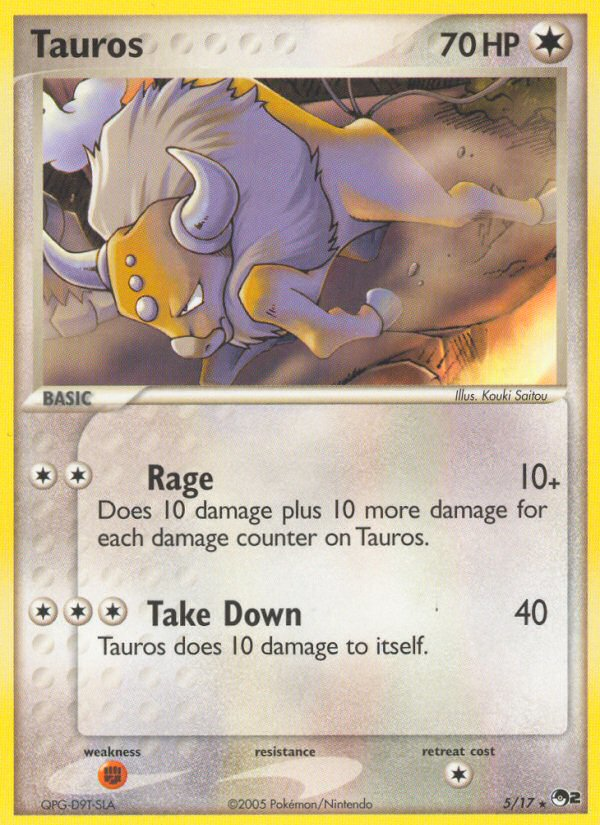 Tauros 70 HP
BASIC Illus. Kouki Saitou
Rage 10+
Does 10 damage plus 10 more damage for
each damage counter on Tauros.
Take Down 40
Tauros does 10 damage to itself.
weakness resistance retreat cost
QPG-D9T-SLA ©2005 Pokémon/Nintendo 5/17 ★ 2